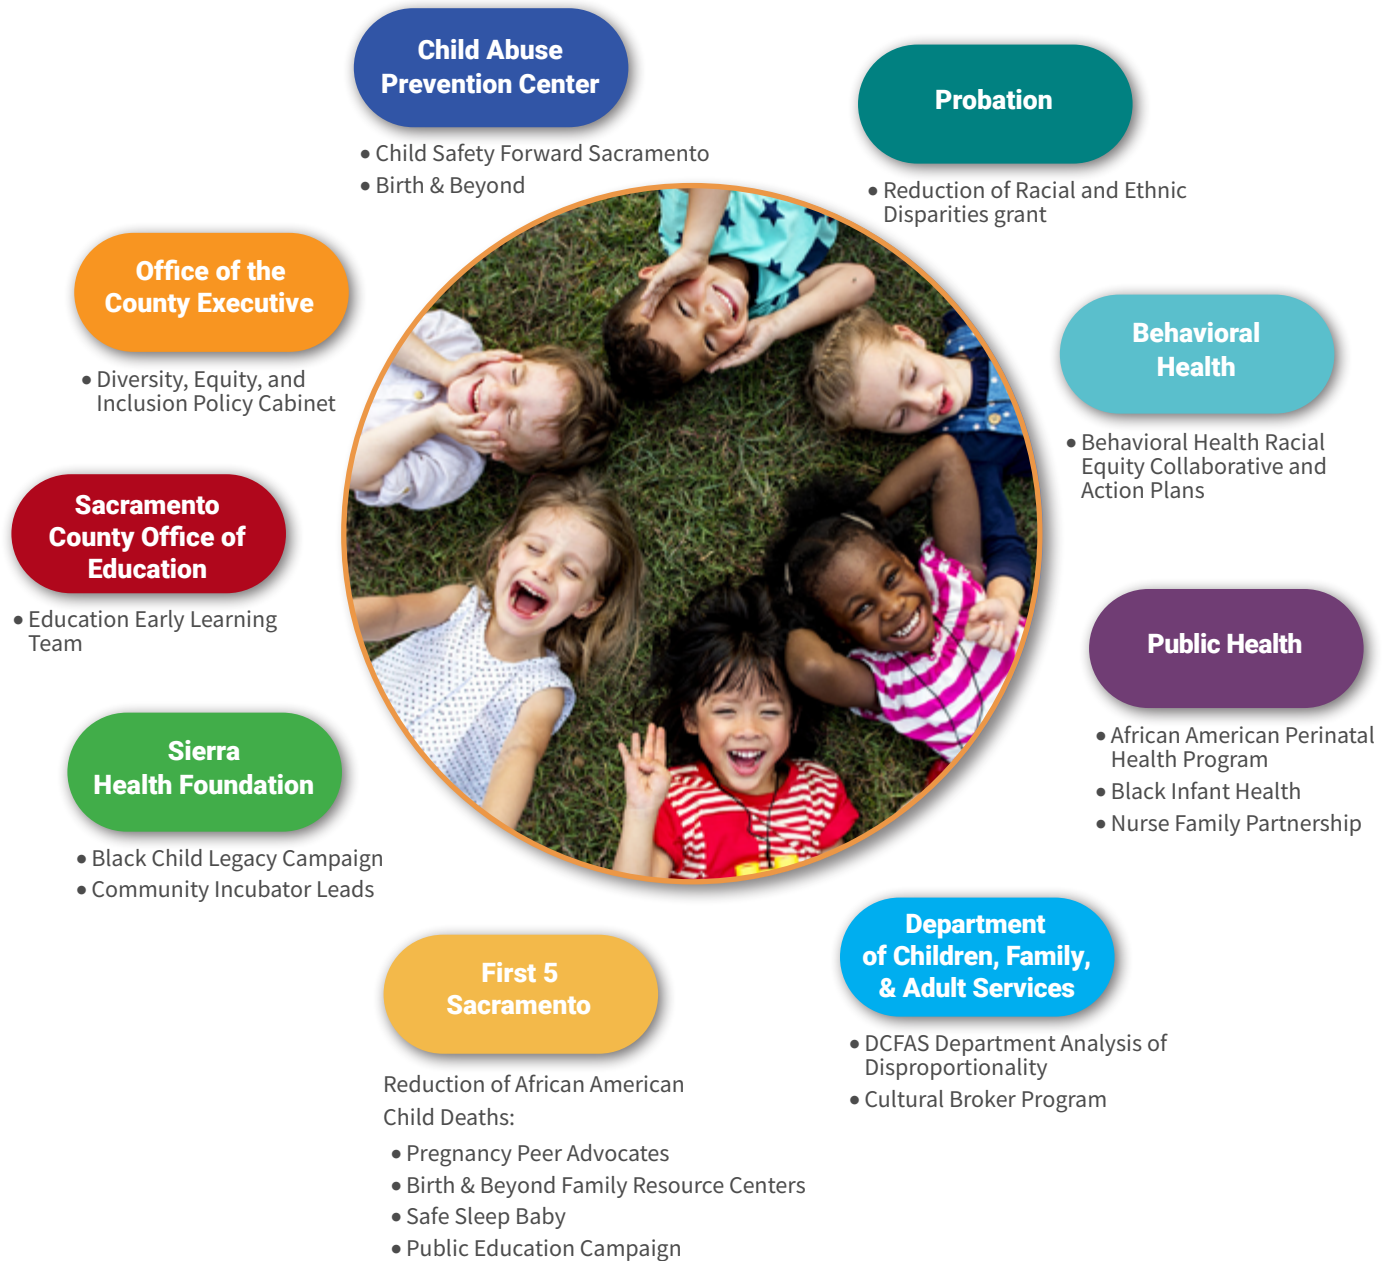 Child Abuse
Prevention Center
• Child Safety Forward Sacramento
• Birth & Beyond
Probation
• Reduction of Racial and Ethnic
Disparities grant
Office of the
County Executive
• Diversity, Equity, and
Inclusion Policy Cabinet
Behavioral
Health
• Behavioral Health Racial
Equity Collaborative and
Action Plans
Sacramento
County Office of
Education
• Education Early Learning
Team
Public Health
• African American Perinatal
Health Program
• Black Infant Health
• Nurse Family Partnership
Sierra
Health Foundation
• Black Child Legacy Campaign
• Community Incubator Leads
Department
of Children, Family,
& Adult Services
• DCFAS Department Analysis of
Disproportionality
• Cultural Broker Program
First 5
Sacramento
Reduction of African American
Child Deaths:
• Pregnancy Peer Advocates
• Birth & Beyond Family Resource Centers
• Safe Sleep Baby
• Public Education Campaign